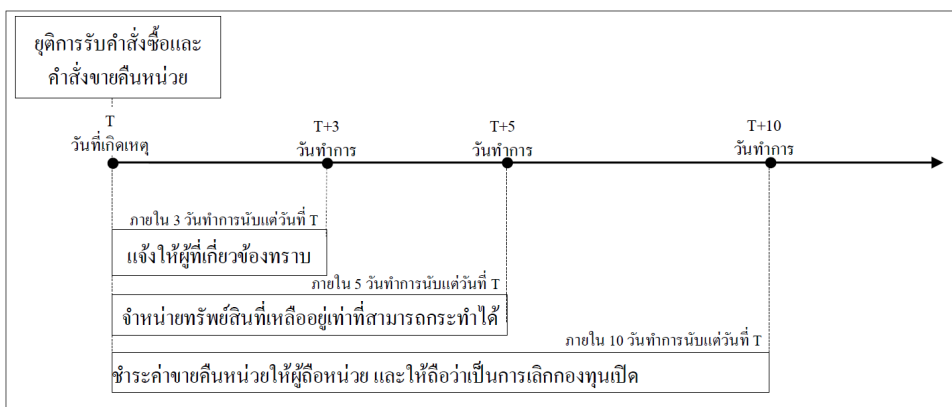 ยุติการรับคำสั่งซื้อและ
คำสั่งขายคืนหน่วย
T
วันที่เกิดเหตุ
T+3
วันทำการ
T+5
วันทำการ
T+10
วันทำการ
ภายใน 3 วันทำการนับแต่วันที่ T
แจ้งให้ผู้ที่เกี่ยวข้องทราบ
ภายใน 5 วันทำการนับแต่วันที่ T
จำหน่ายทรัพย์สินที่เหลืออยู่เท่าที่สามารถกระทำได้
ภายใน 10 วันทำการนับแต่วันที่ T
ชำระค่าขายคืนหน่วยให้ผู้ถือหน่วย และให้ถือว่าเป็นการเลิกกองทุนเปิด